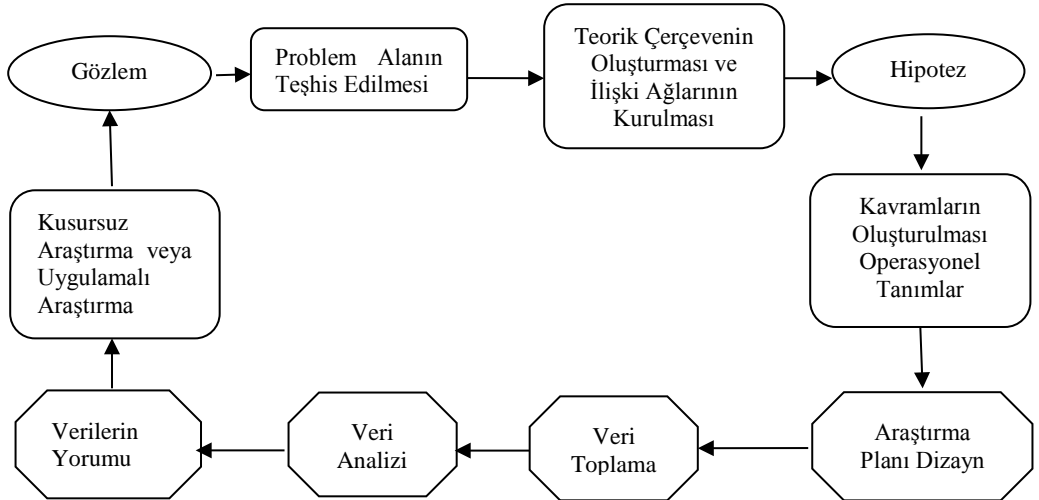 Gözlem
Problem Alanın
Teşhis Edilmesi
Teorik Çerçevenin
Oluşturması ve
İlişki Ağlarının
Kurulması
Hipotez
Kavramların
Oluşturulması
Operasyonel
Tanımlar
Araştırma
Planı Dizayn
Veri
Toplama
Veri
Analizi
Verilerin
Yorumu
Kusursuz
Araştırma veya
Uygulamalı
Araştırma